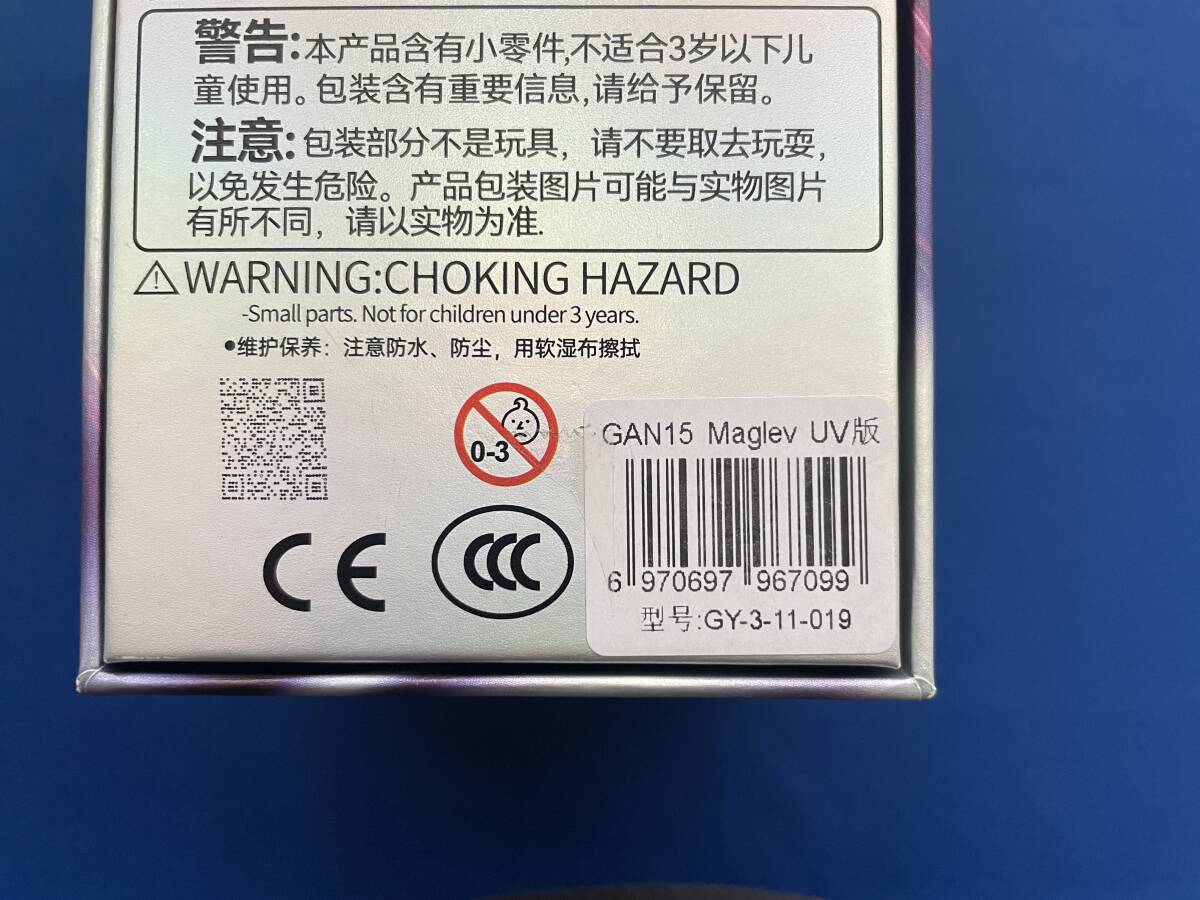 警告:本产品含有小零件,不适合3岁以下儿
童使用。包装含有重要信息,请给予保留。
注意:包装部分不是玩具，请不要取去玩耍，
以免发生危险。产品包装图片可能与实物图片
有所不同，请以实物为准.
WARNING:CHOKING HAZARD
-Small parts. Not for children under 3 years.
●维护保养：注意防水、防尘，用软湿布擦拭
0-3
CE
CCC
GAN15 Maglev UV版
6 970697 967099
型号:GY-3-11-019